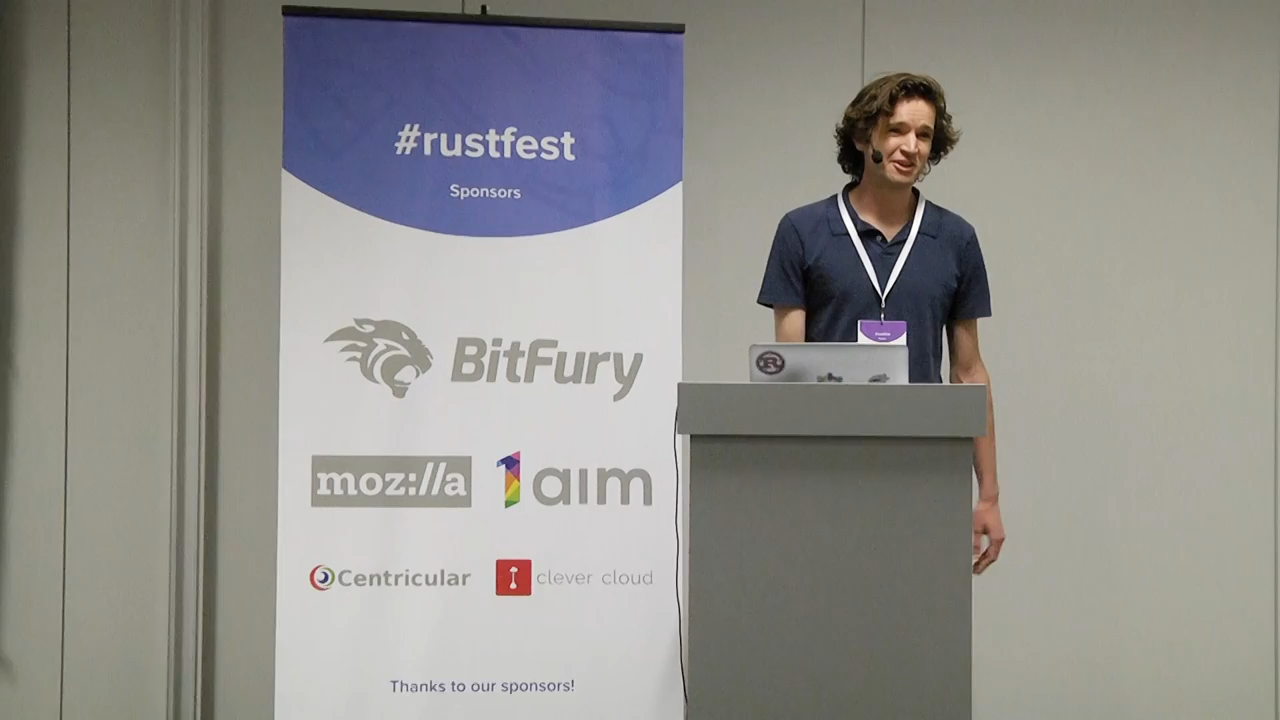 #rustfest
Sponsors
BitFury
moz://a
1aim
Centricular
clever cloud
Thanks to our sponsors!
R